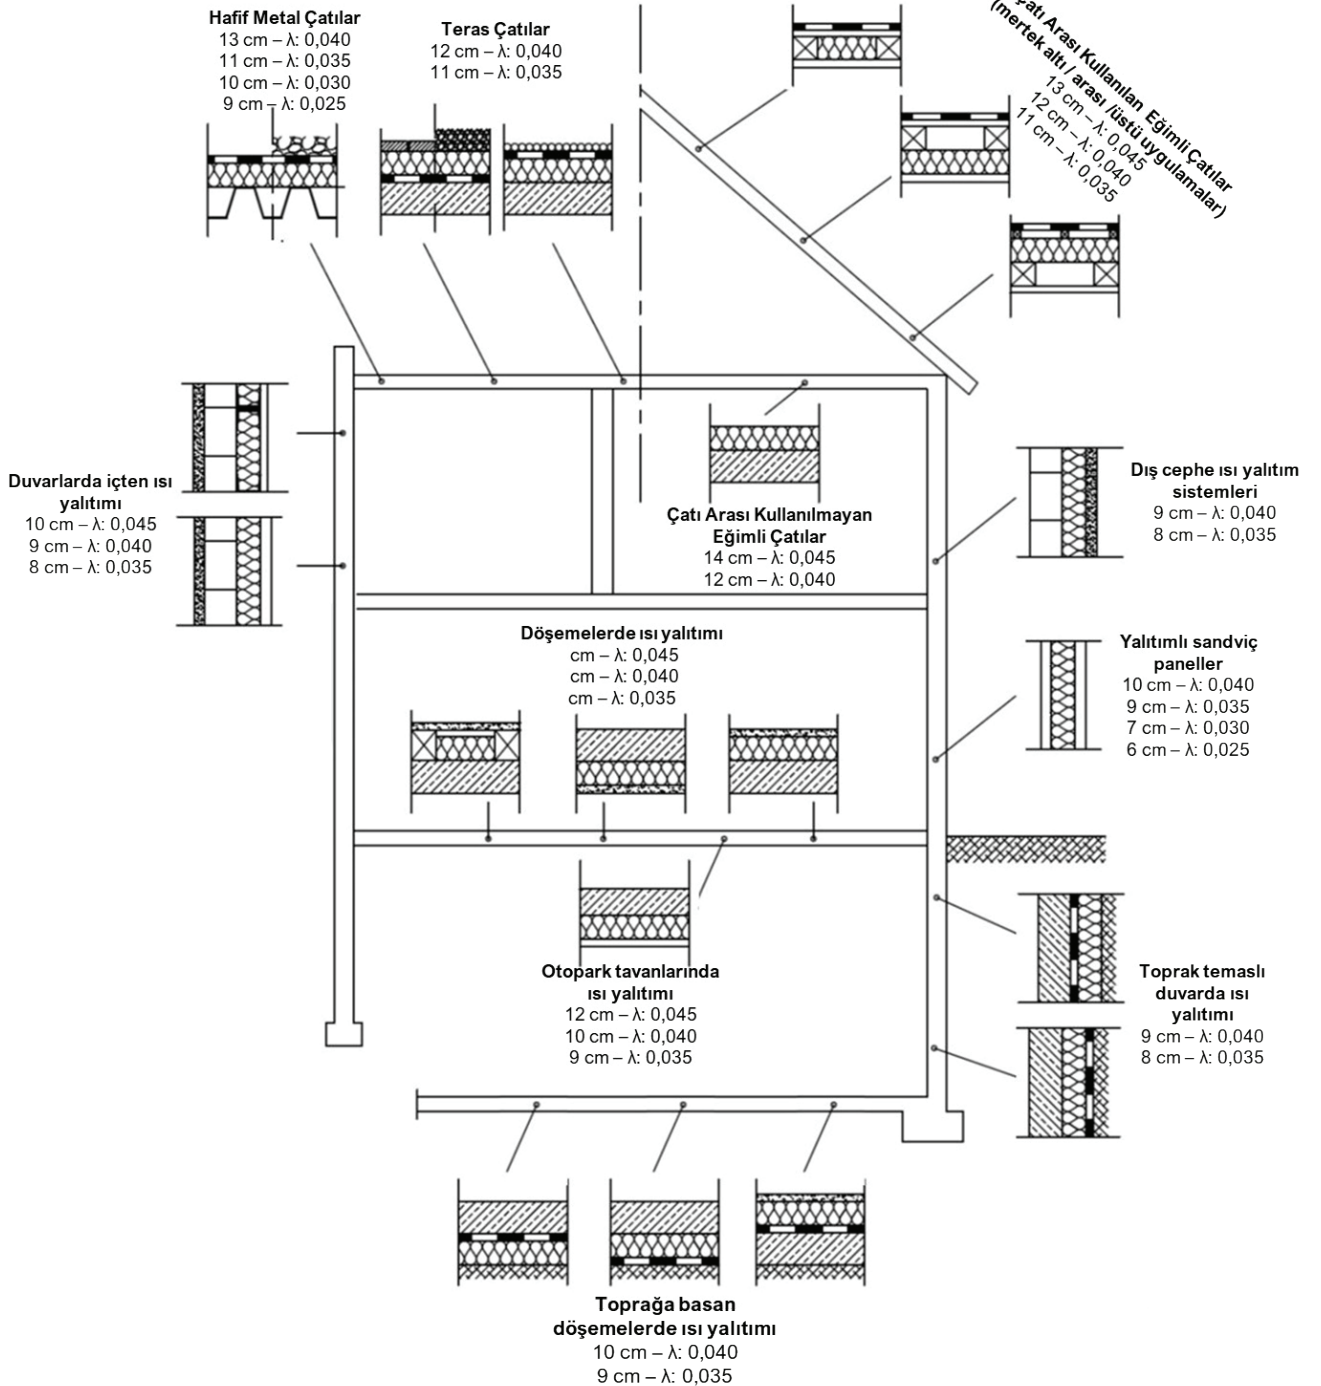 Hafif Metal Çatılar
13 cm – λ: 0,040
11 cm – λ: 0,035
10 cm – λ: 0,030
9 cm – λ: 0,025
Teras Çatılar
12 cm – λ: 0,040
11 cm – λ: 0,035
Çatı Arası Kullanılan Eğimli Çatılar
(mertek altı / arası /üstü uygulamalar)
13 cm – λ: 0,045
12 cm – λ: 0,040
11 cm – λ: 0,035
Duvarlarda içten ısı
yalıtımı
10 cm – λ: 0,045
9 cm – λ: 0,040
8 cm – λ: 0,035
Çatı Arası Kullanılmayan
Eğimli Çatılar
14 cm – λ: 0,045
12 cm – λ: 0,040
Dış cephe ısı yalıtım
sistemleri
9 cm – λ: 0,040
8 cm – λ: 0,035
Döşemelerde ısı yalıtımı
cm – λ: 0,045
cm – λ: 0,040
cm – λ: 0,035
Yalıtımlı sandviç
paneller
10 cm – λ: 0,040
9 cm – λ: 0,035
7 cm – λ: 0,030
6 cm – λ: 0,025
Otopark tavanlarında
ısı yalıtımı
12 cm – λ: 0,045
10 cm – λ: 0,040
9 cm – λ: 0,035
Toprak temaslı
duvarda ısı
yalıtımı
9 cm – λ: 0,040
8 cm – λ: 0,035
Toprağa basan
döşemelerde ısı yalıtımı
10 cm – λ: 0,040
9 cm – λ: 0,035